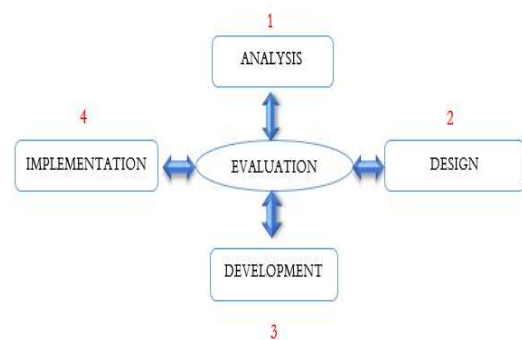 1
ANALYSIS
4
2
IMPLEMENTATION
EVALUATION
DESIGN
DEVELOPMENT
3